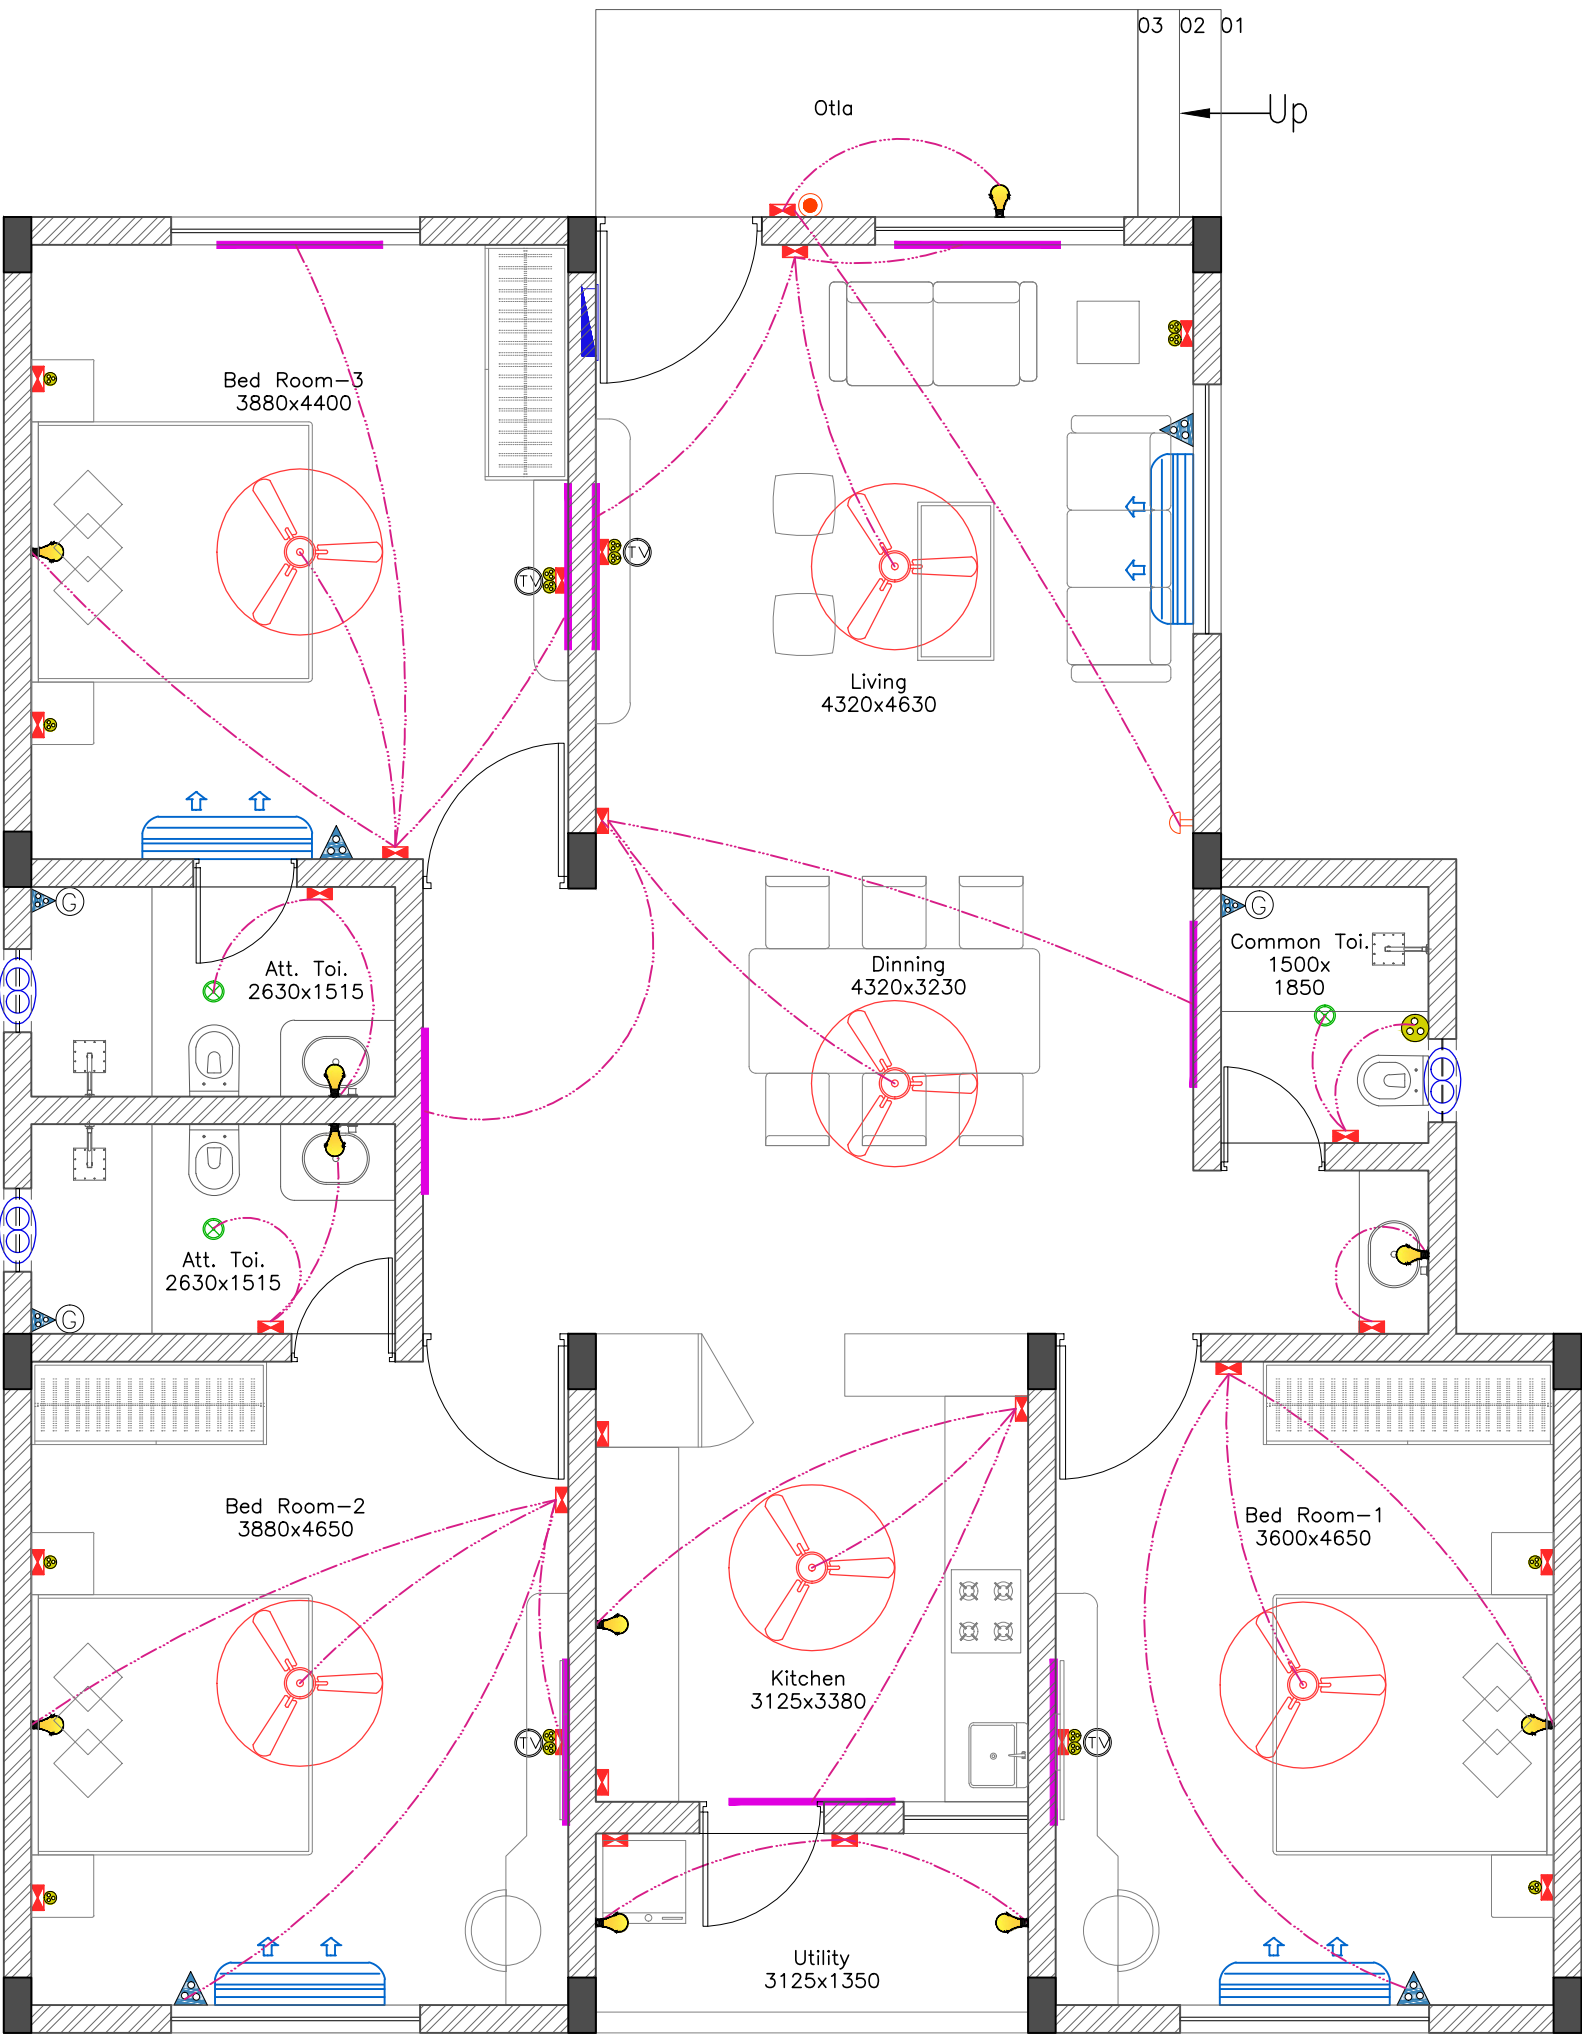 03 02 01
Otla
Up
Bed Room-3
3880x4400
TV
TV
Living
4320x4630
G
G
Att. Toi.
2630x1515
Dinning
4320x3230
Common Toi.
1500x
1850
Att. Toi.
2630x1515
G
Bed Room-2
3880x4650
Bed Room-1
3600x4650
Kitchen
3125x3380
TV
TV
Utility
3125x1350